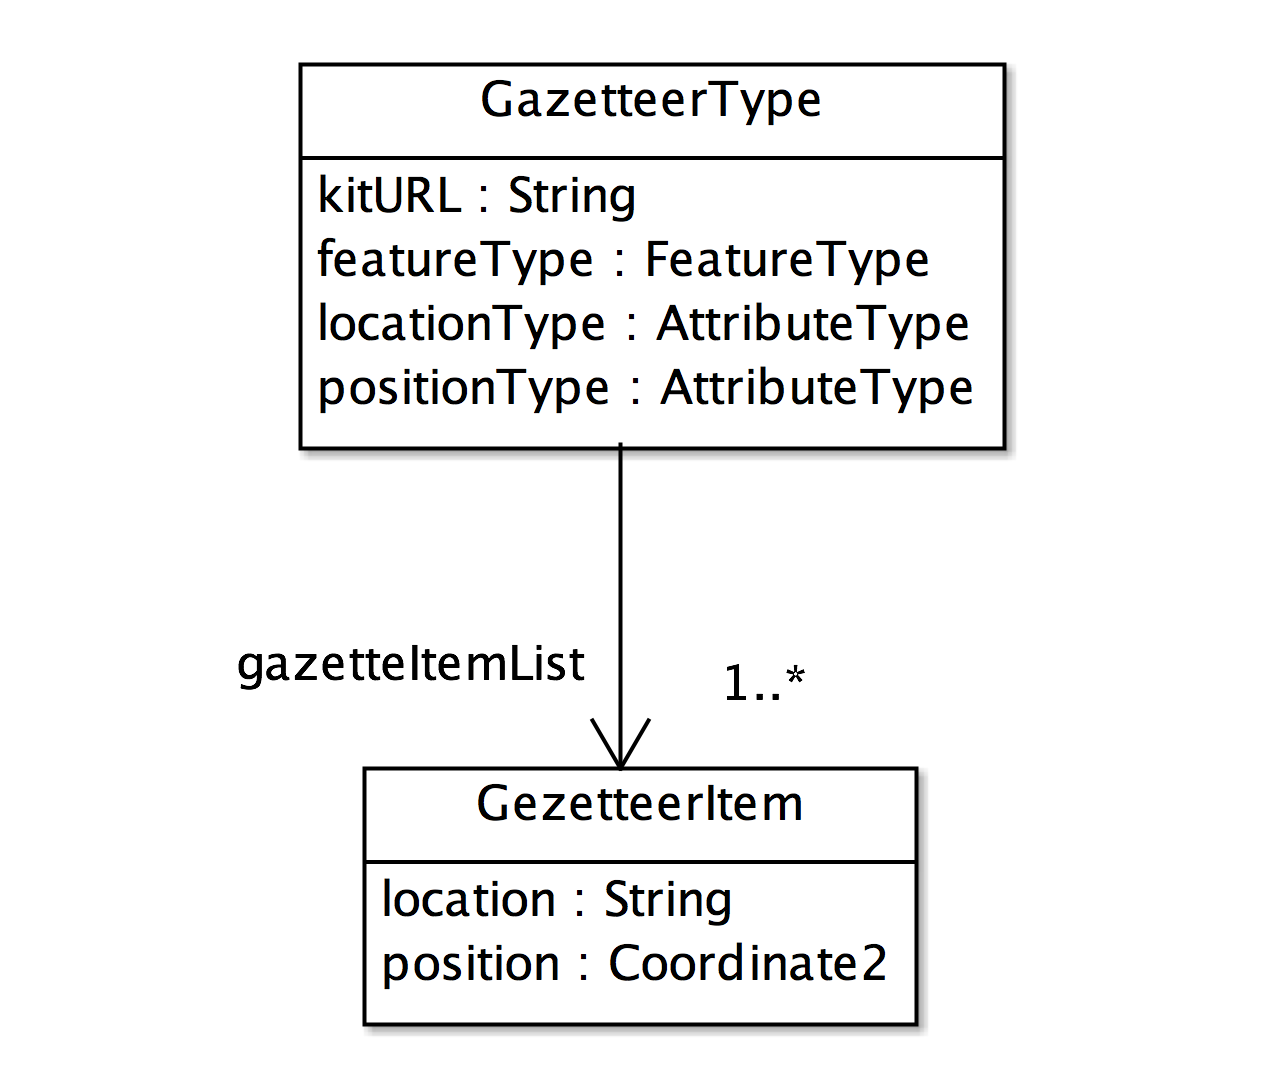 GazetteerType
kitURL : String
featureType : FeatureType
locationType : AttributeType
positionType : AttributeType
gazetteItemList
1..*
GezetteerItem
location : String
position : Coordinate2